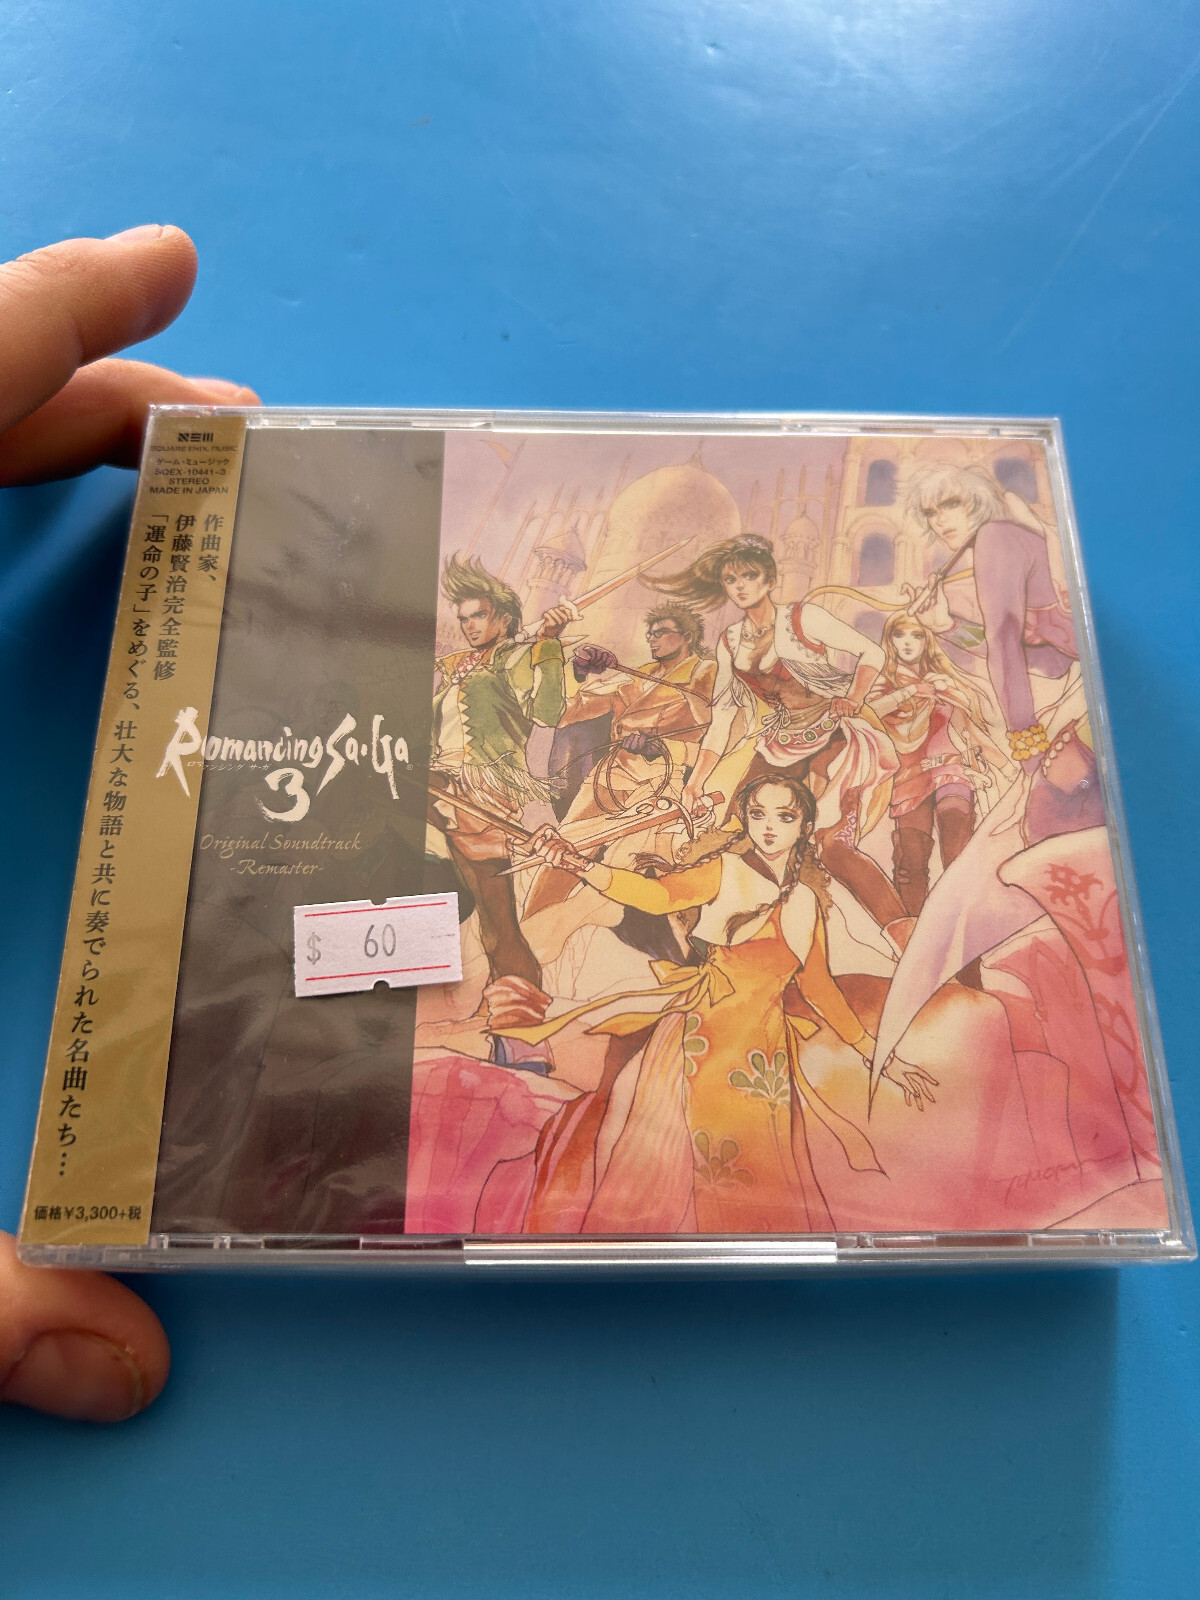 SQUARE ENIX MUSIC
ゲーム・ミュージック
SQEX-10441~3
STEREO
MADE IN JAPAN
作曲家、
伊藤賢治完全監修
「運命の子」をめぐる、壮大な物語と共に奏でられた名曲たち…
価格¥3,300+税
Romancing Sa・Ga®
ロマンシング サ・ガ
3
Original Soundtrack
-Remaster-
$ 60